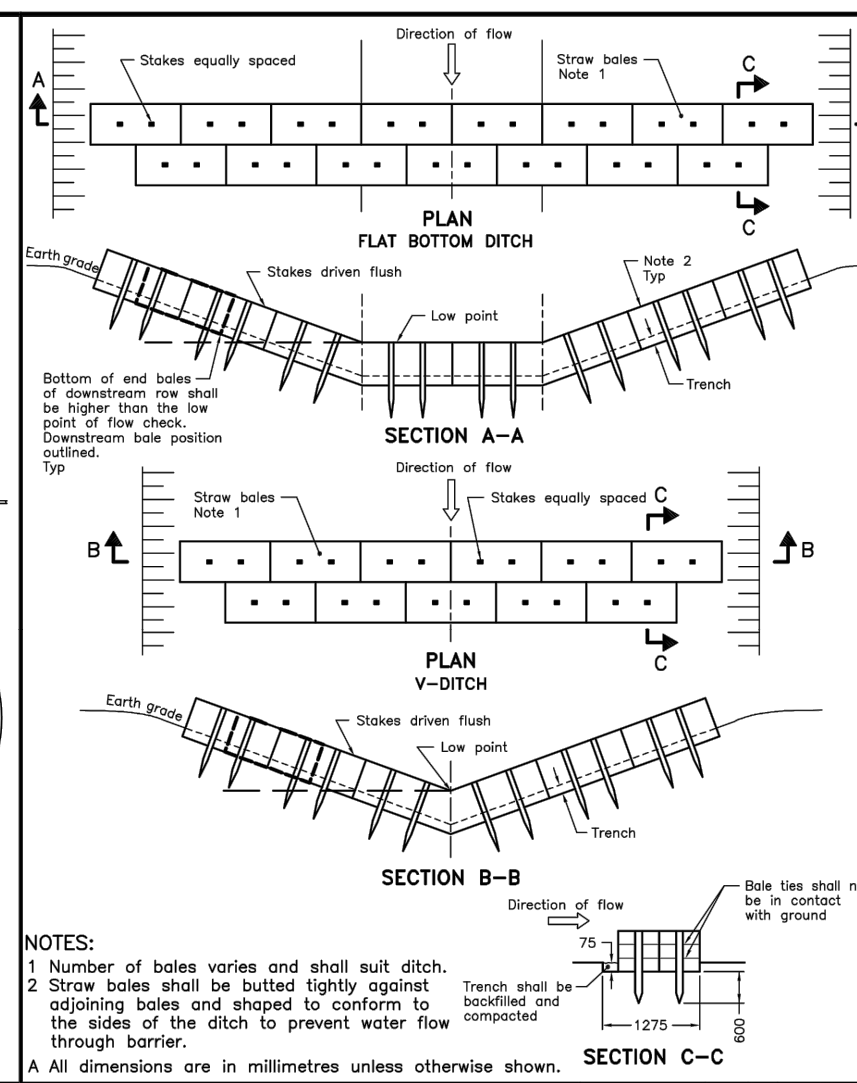 Direction of flow
Stakes equally spaced
Straw bales
Note 1
C
A
C
PLAN
FLAT BOTTOM DITCH
Earth grade
Stakes driven flush
Note 2
Typ
Low point
Trench
Bottom of end bales
of downstream row shall
be higher than the low
point of flow check.
Downstream bale position
outlined.
Typ
SECTION A-A
Direction of flow
Straw bales
Note 1
Stakes equally spaced
C
B
B
C
PLAN
V-DITCH
Earth grade
Stakes driven flush
Low point
Trench
SECTION B-B
Direction of flow
Bale ties shall n
be in contact
with ground
75
Trench shall be
backfilled and
compacted
1275
600
SECTION C-C
NOTES:
1 Number of bales varies and shall suit ditch.
2 Straw bales shall be butted tightly against
adjoining bales and shaped to conform to
the sides of the ditch to prevent water flow
through barrier.
A All dimensions are in millimetres unless otherwise shown.